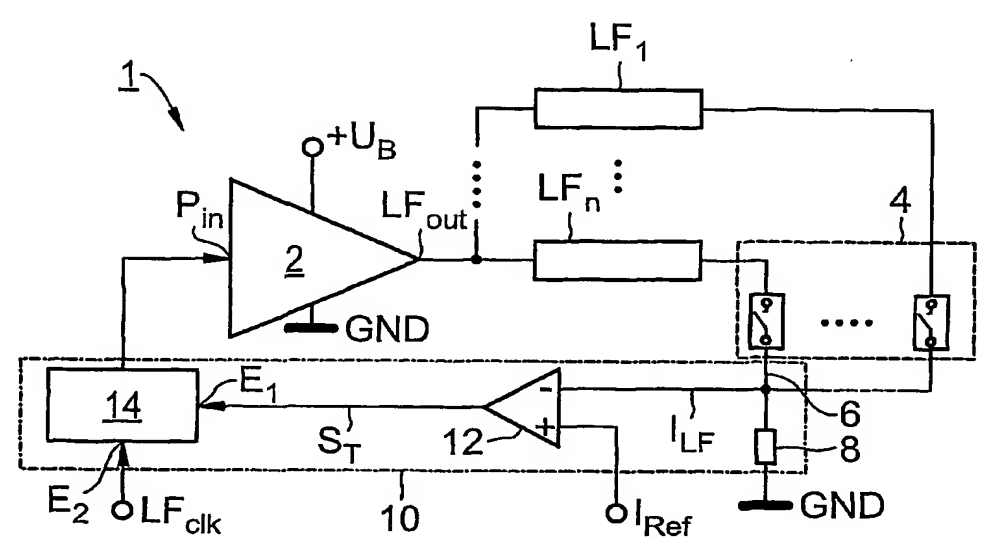 LF1
1
+UB
Pin
LFout
LFn
4
2
GND
14
E1
ST
12
ILF
6
8
E2
LFclk
10
IRef
GND